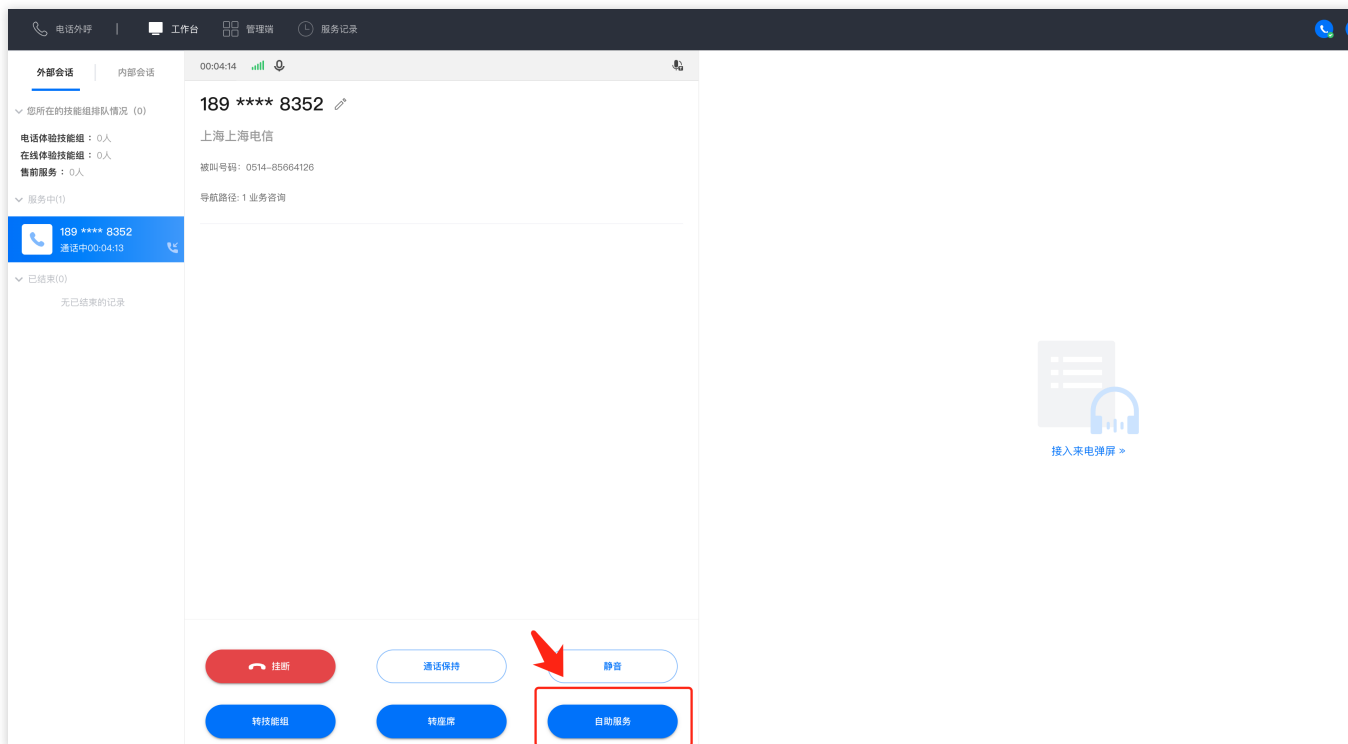 电话外呼 | 工作台 管理端 服务记录
外部会话 内部会话
您所在的技能组排队情况（0）
电话体验技能组： 0人
在线体验技能组： 0人
售前服务： 0人
服务中(1)
189 **** 8352
通话中00:04:13
已结束(0)
无已结束的记录
00:04:14
189 **** 8352
上海上海电信
被叫号码: 0514-85664126
导航路径: 1 业务咨询
接入来电弹屏 »
挂断 通话保持 静音
转技能组 转座席 自助服务